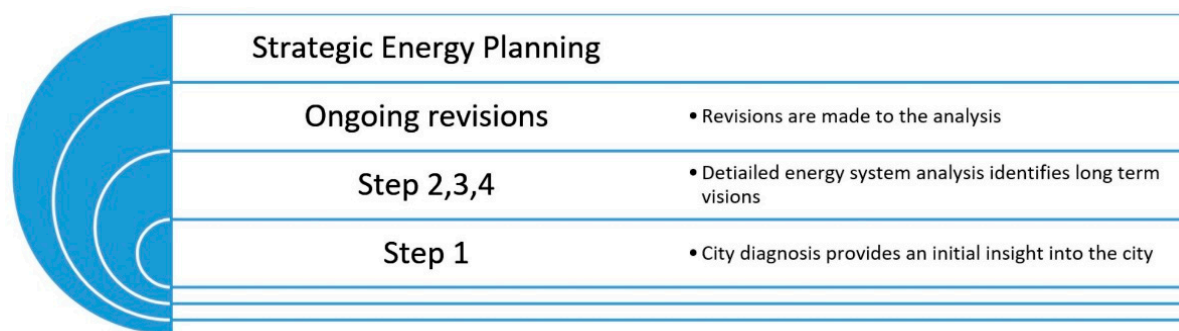 Strategic Energy Planning
Ongoing revisions
• Revisions are made to the analysis
Step 2,3,4
• Detiailed energy system analysis identifies long term
visions
Step 1
• City diagnosis provides an initial insight into the city